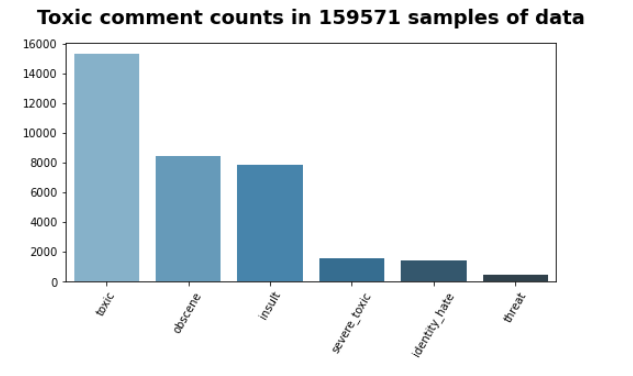 Toxic comment counts in 159571 samples of data
16000
14000
12000
10000
8000
6000
4000
2000
0
toxic
obscene
insult
severe_toxic
identity_hate
threat